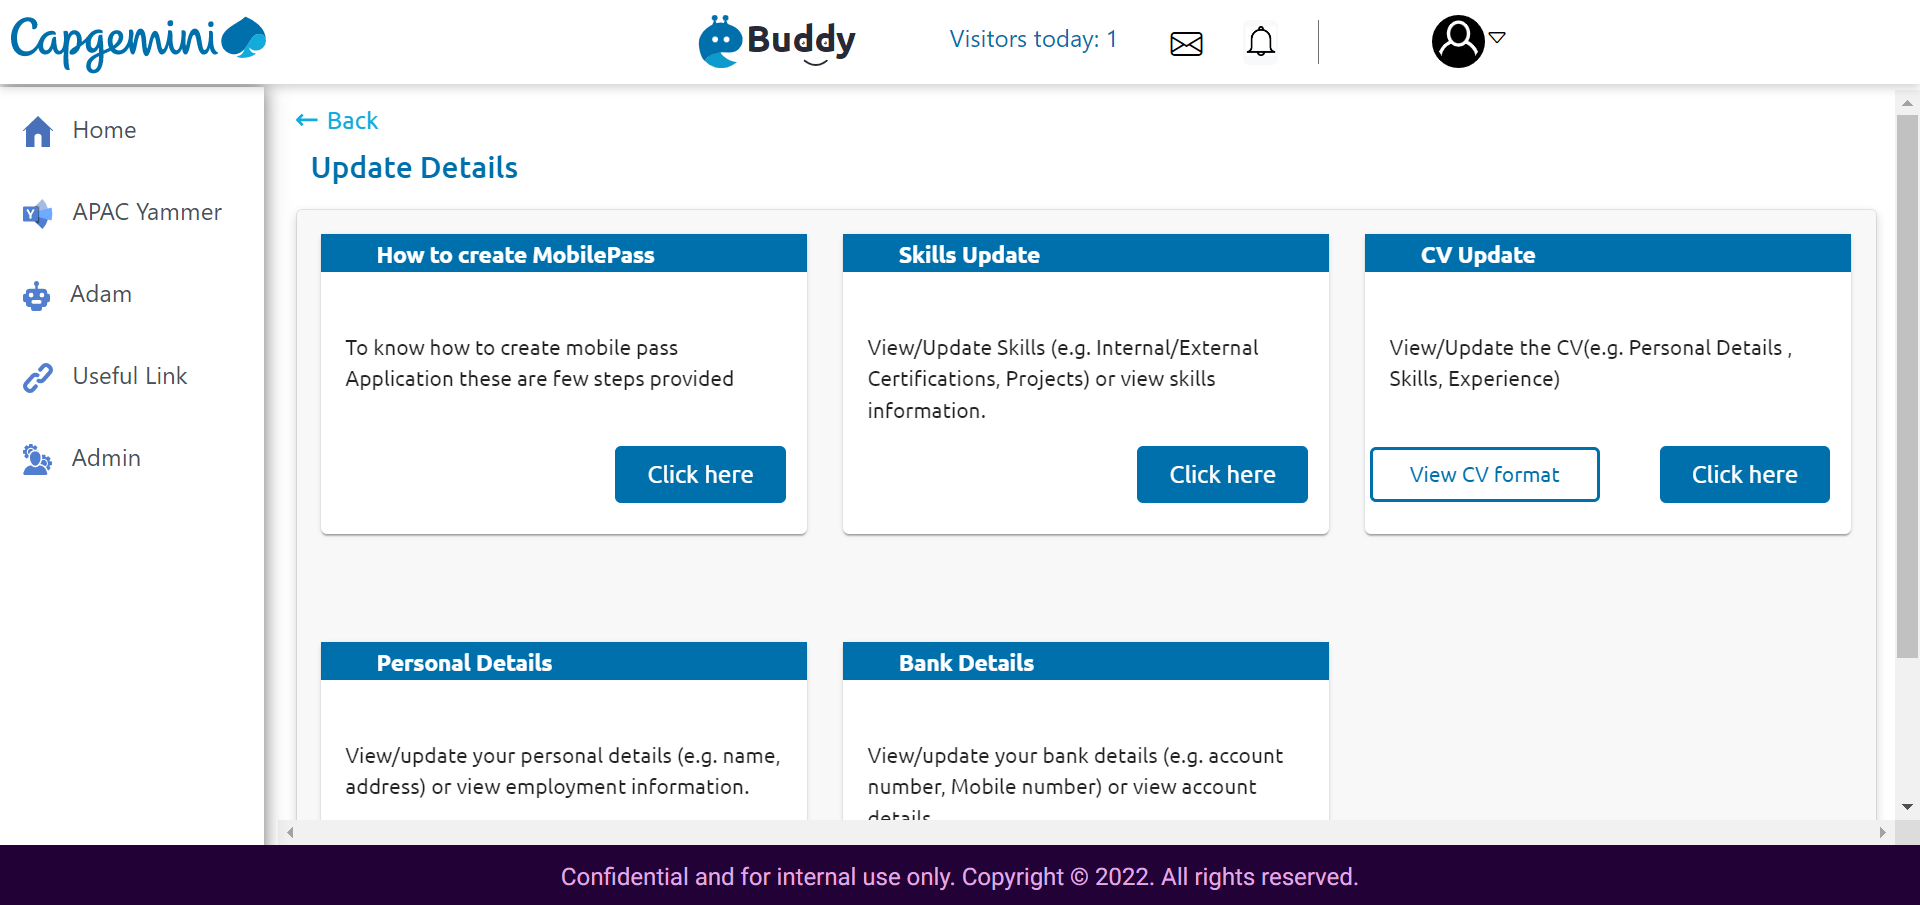 Capgemini
Buddy
Visitors today: 1
Home
APAC Yammer
Adam
Useful Link
Admin
← Back
Update Details
How to create MobilePass
To know how to create mobile pass
Application these are few steps provided
Click here
Skills Update
View/Update Skills (e.g. Internal/External
Certifications, Projects) or view skills
information.
Click here
CV Update
View/Update the CV(e.g. Personal Details ,
Skills, Experience)
View CV format
Click here
Personal Details
View/update your personal details (e.g. name,
address) or view employment information.
Bank Details
View/update your bank details (e.g. account
number, Mobile number) or view account
details
Confidential and for internal use only. Copyright © 2022. All rights reserved.